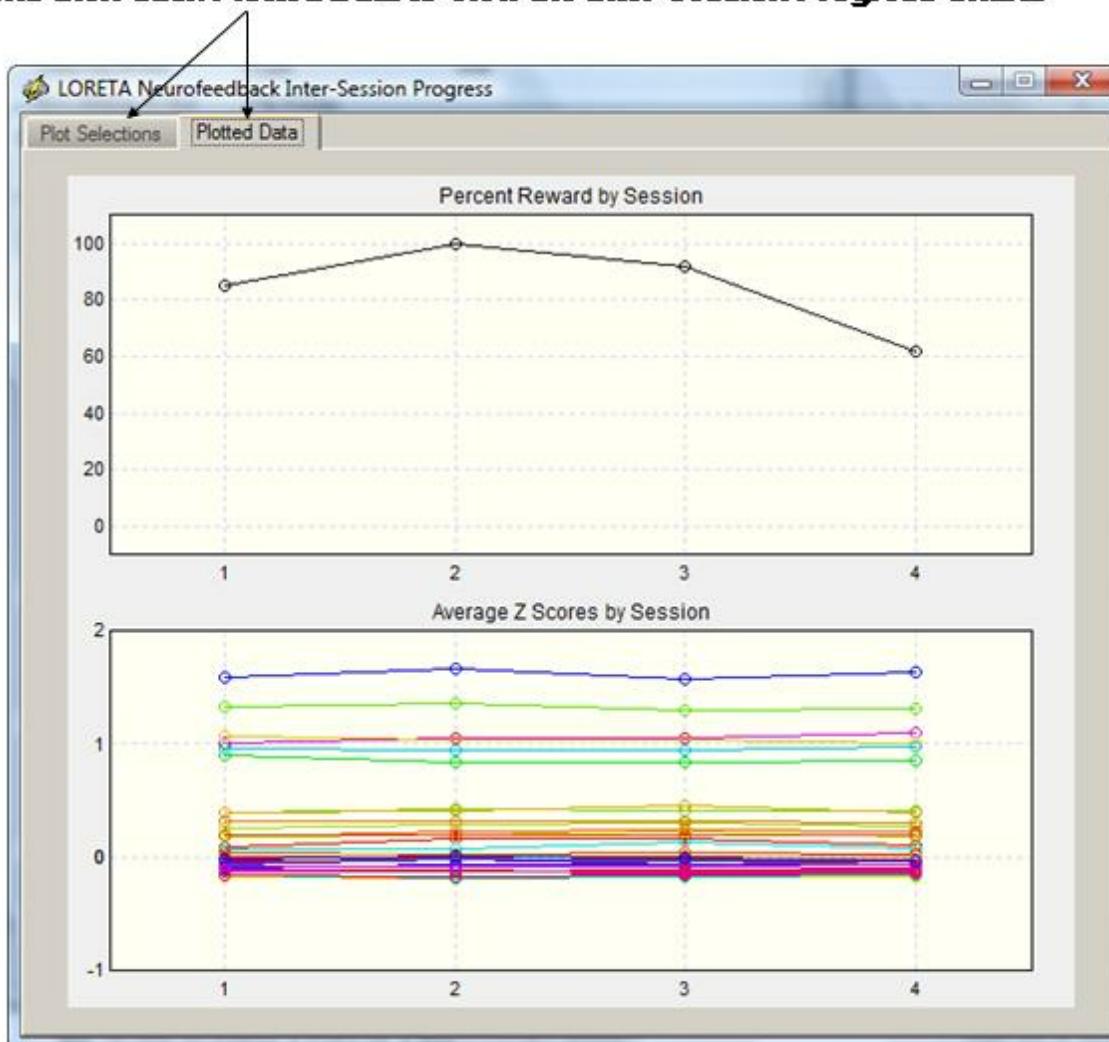 LORETA Neurofeedback Inter-Session Progress
Plot Selections Plotted Data
Percent Reward by Session
100
80
60
40
20
0
1 2 3 4
Average Z Scores by Session
2
1
0
-1
1 2 3 4